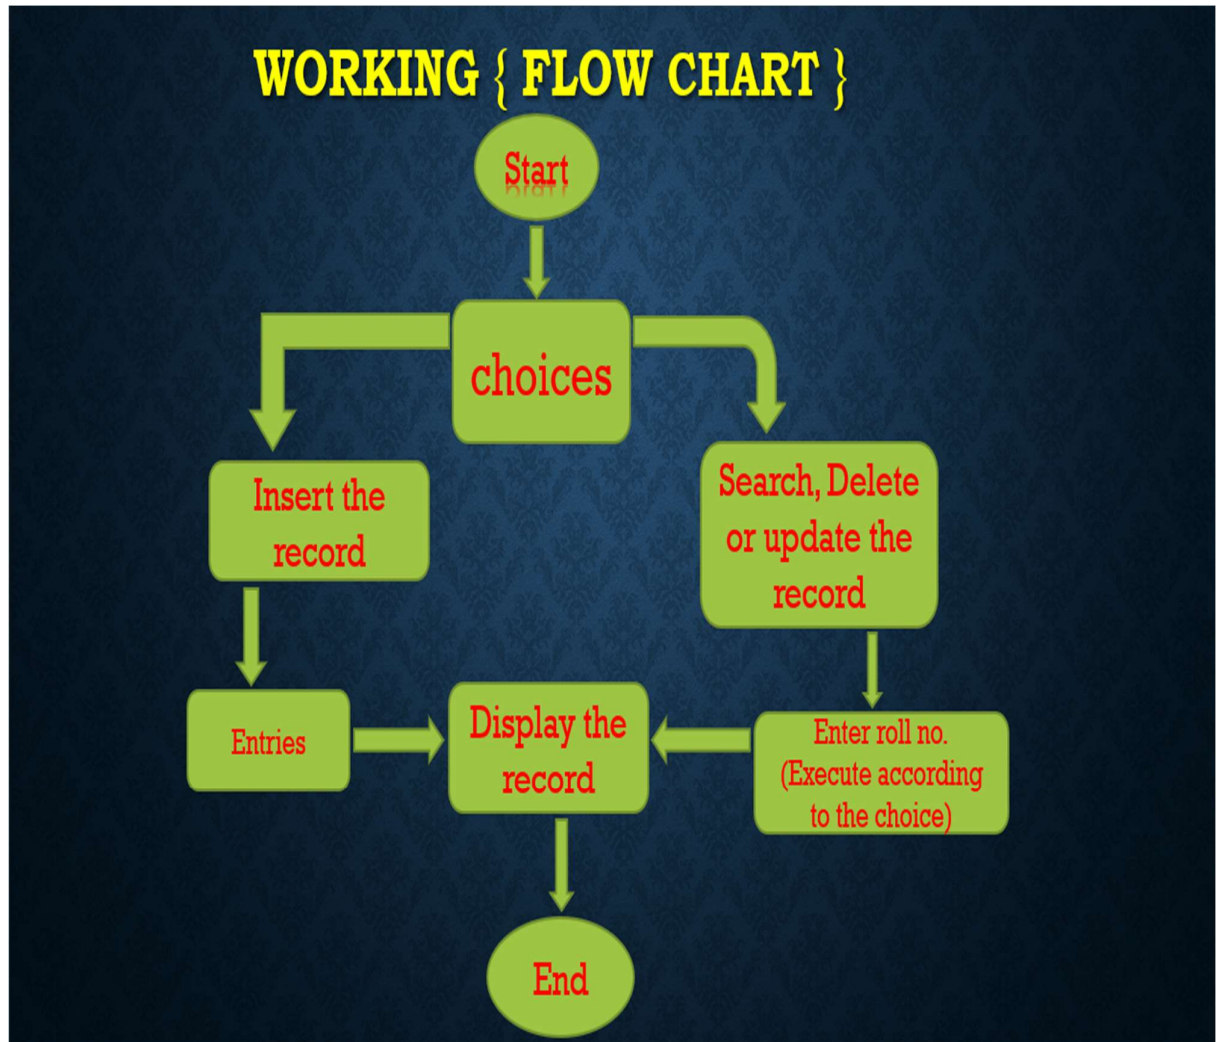 WORKING { FLOW CHART }
Start
choices
Insert the
record
Search, Delete
or update the
record
Entries
Display the
record
Enter roll no.
(Execute according
to the choice)
End